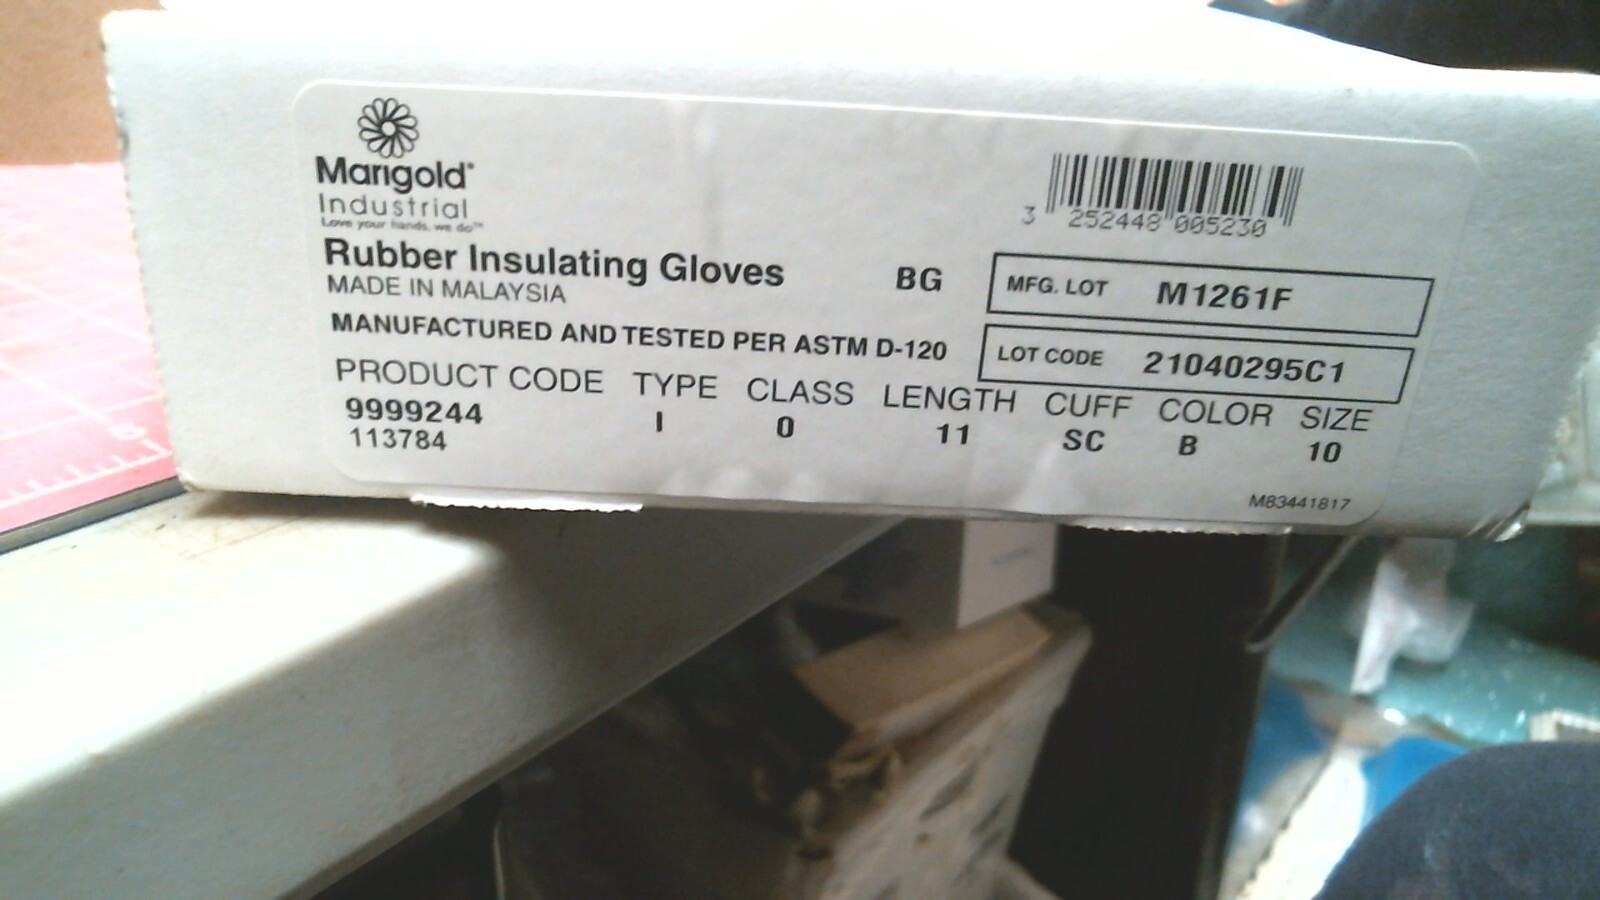 Marigold®
Industrial
Love your hands, we do™
Rubber Insulating Gloves BG
MADE IN MALAYSIA
MANUFACTURED AND TESTED PER ASTM D-120
3 252448 005230
MFG. LOT M1261F
LOT CODE 21040295C1
PRODUCT CODE TYPE CLASS LENGTH CUFF COLOR SIZE
9999244 I 0 11 SC B 10
113784
M83441817